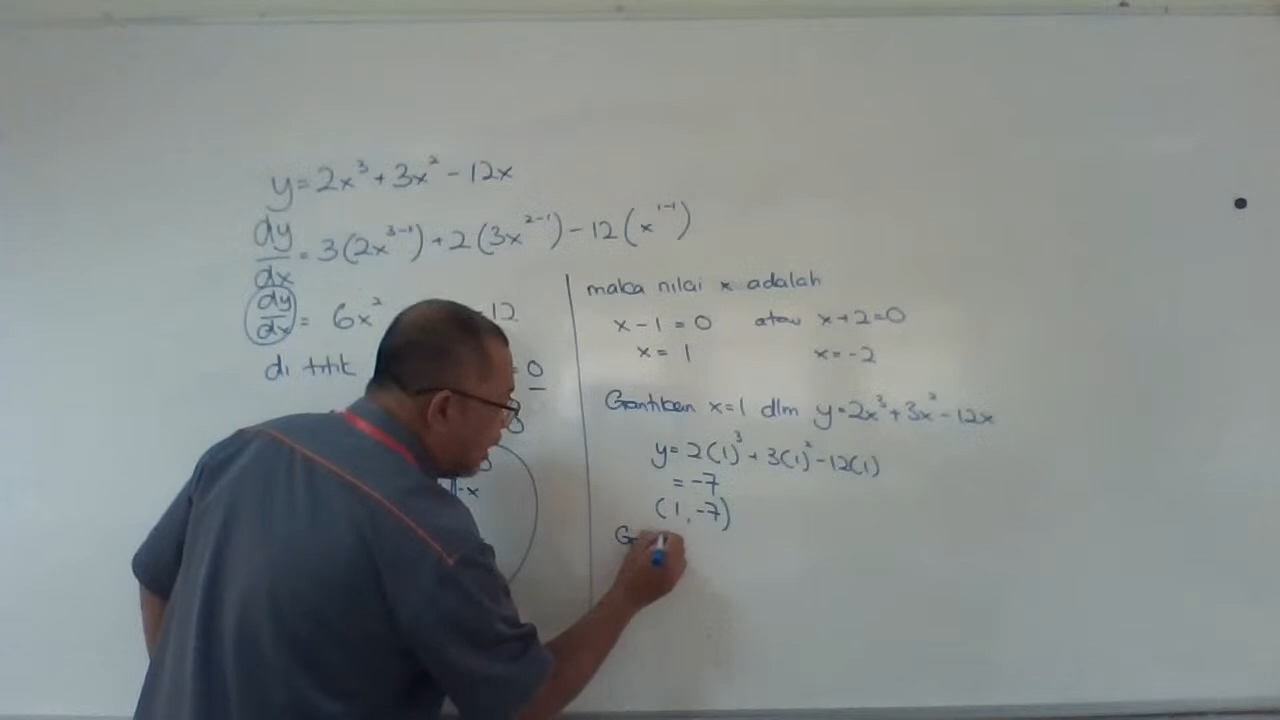 y = 2x³ + 3x² - 12x
dy/dx = 3(2x³⁻¹) + 2(3x²⁻¹) - 12(x¹⁻¹)
dy/dx = 6x² - 12
di titik = 0
-x
maka nilai x adalah
x - 1 = 0 atau x + 2 = 0
x = 1 x = -2
Gantikan x = 1 dlm y = 2x³ + 3x² - 12x
y = 2(1)³ + 3(1)² - 12(1)
= -7
(1, -7)
G